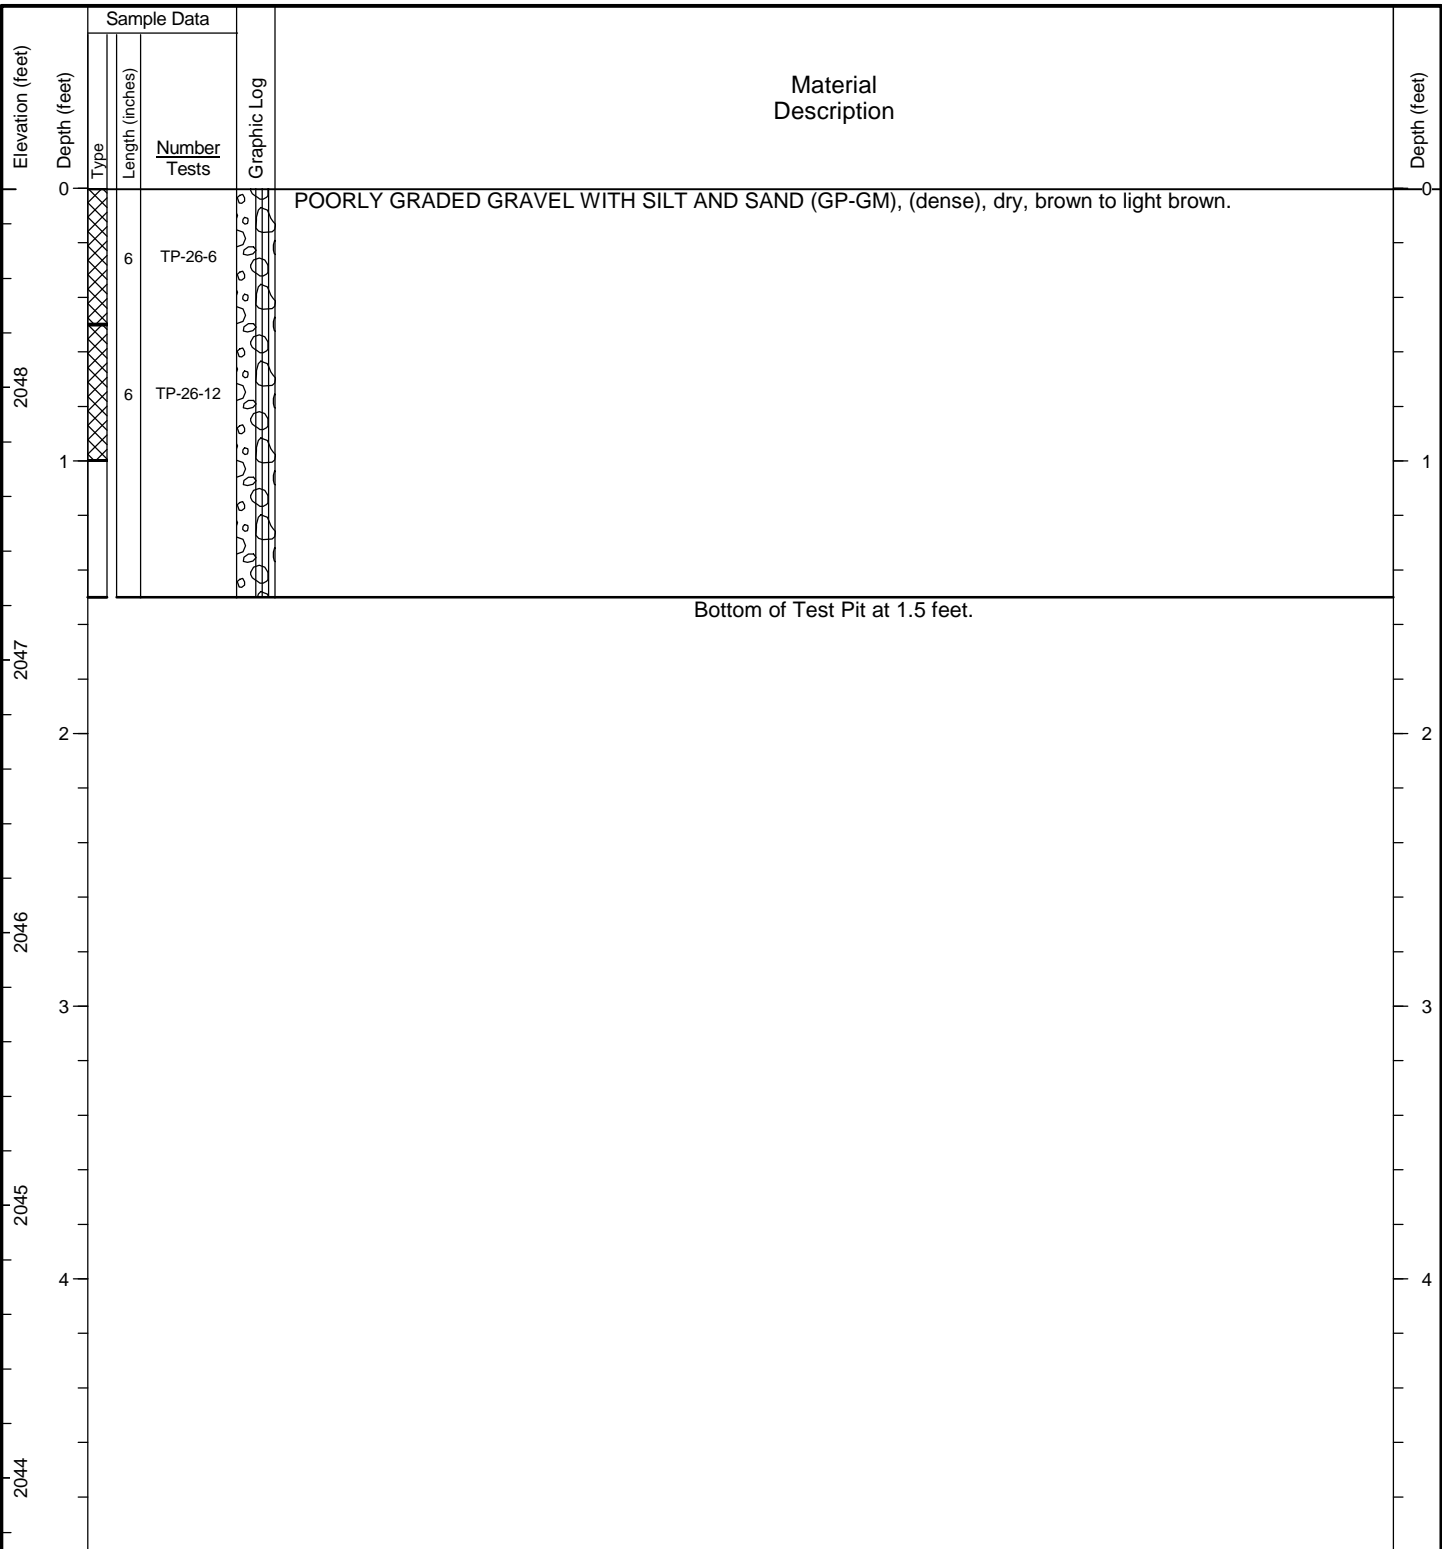 Sample Data
Elevation (feet)
Depth (feet)
Type
Length (inches)
Number
Tests
Graphic Log
Material
Description
Depth (feet)
0
0
POORLY GRADED GRAVEL WITH SILT AND SAND (GP-GM), (dense), dry, brown to light brown.
6 TP-26-6
2048
6 TP-26-12
1
1
Bottom of Test Pit at 1.5 feet.
2047
2
2
2046
3
3
2045
4
4
2044